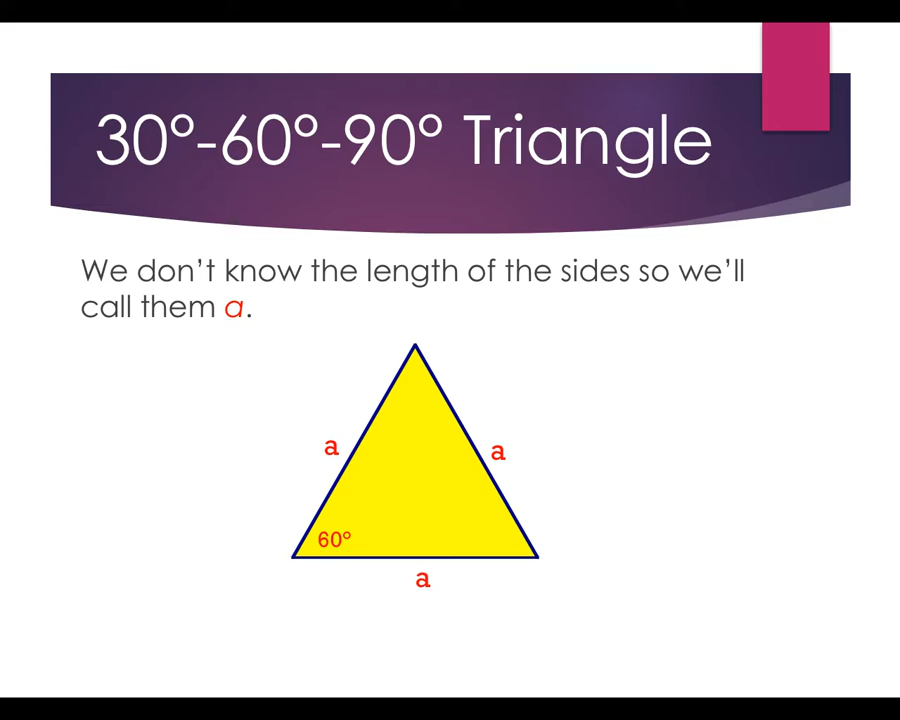 30°-60°-90° Triangle
We don’t know the length of the sides so we’ll
call them a.
a
a
60°
a